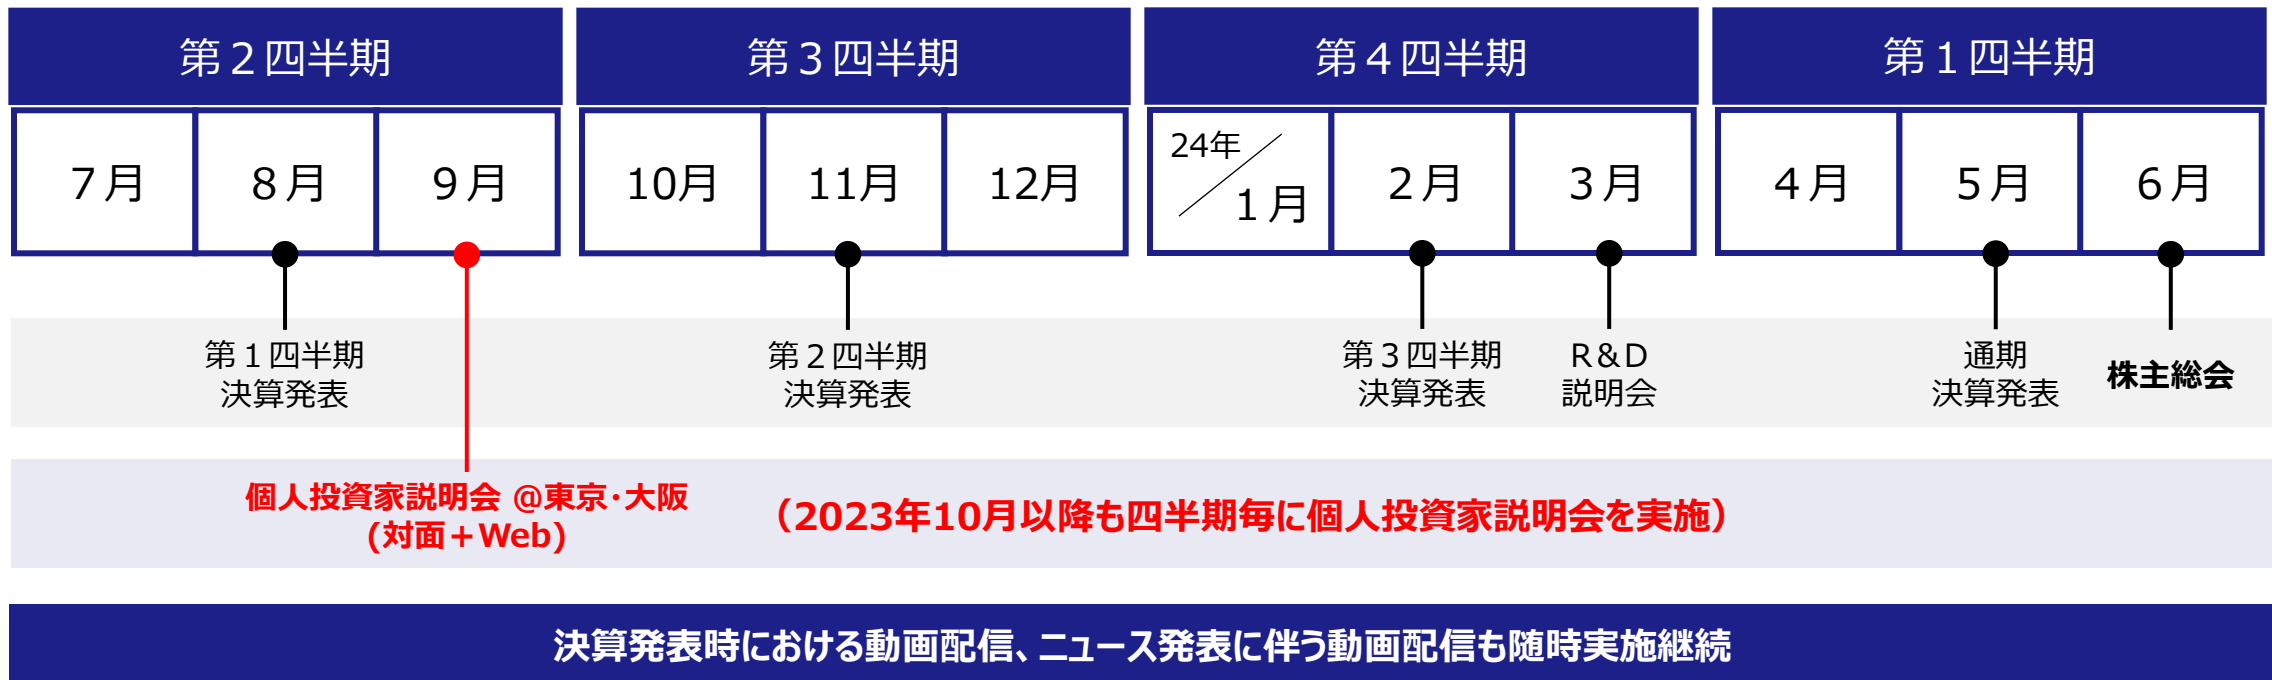 第２四半期
第３四半期
第４四半期
第１四半期
７月
８月
９月
10月
11月
12月
24年
１月
２月
３月
４月
５月
６月
第１四半期
決算発表
第２四半期
決算発表
第３四半期
決算発表
R&D
説明会
通期
決算発表
株主総会
個人投資家説明会 @東京･大阪
(対面＋Web)
（2023年10月以降も四半期毎に個人投資家説明会を実施）
決算発表時における動画配信、ニュース発表に伴う動画配信も随時実施継続